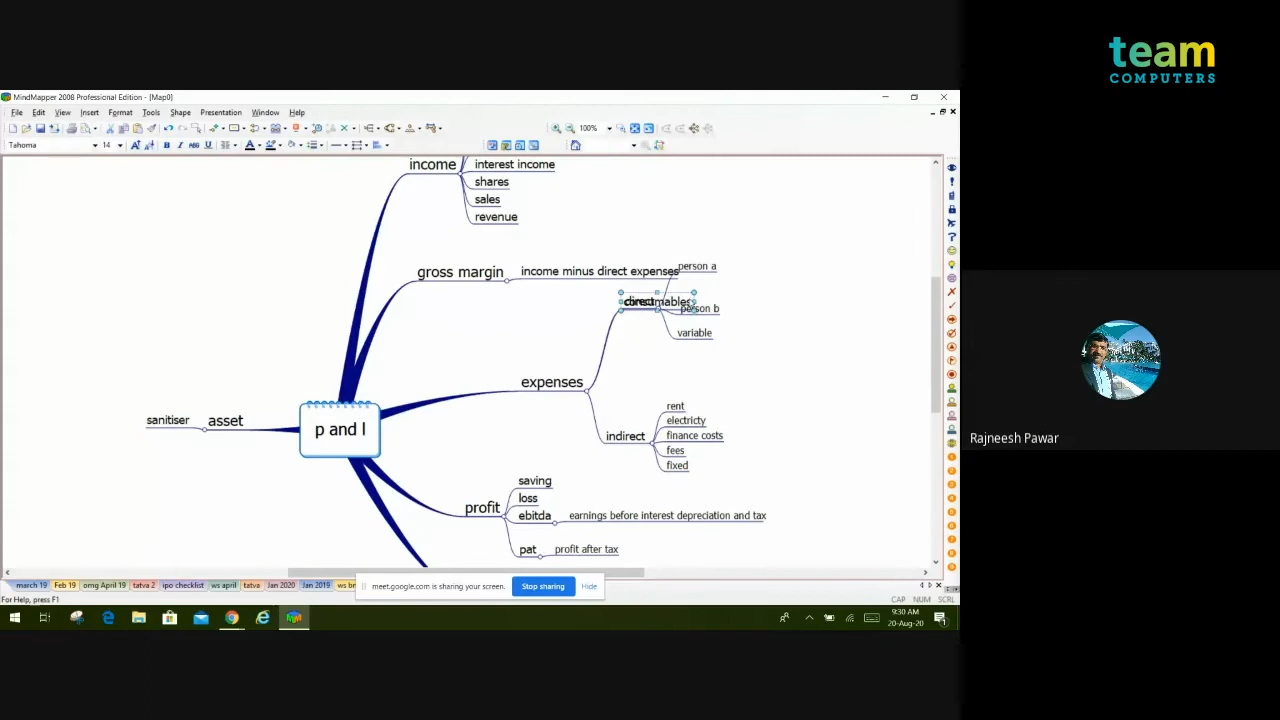 team
COMPUTERS
MindMapper 2008 Professional Edition - [Map0]
File Edit View Insert Format Tools Shape Presentation Window Help
100%
Tahoma 14
income
interest income
shares
sales
revenue
gross margin
income minus direct expenses
person a
direct
person b
variable
expenses
asset
sanitiser
p and l
indirect
rent
electricty
finance costs
fees
fixed
profit
saving
loss
ebitda
earnings before interest depreciation and tax
pat
profit after tax
Rajneesh Pawar
march 19 Feb 19 omg April 19 tatva 2 ipo checklist ws april tatva Jan 2020 Jan 2019 ws br
meet.google.com is sharing your screen. Stop sharing Hide
For Help, press F1
CAP NUM SCRL
9:30 AM
20-Aug-20